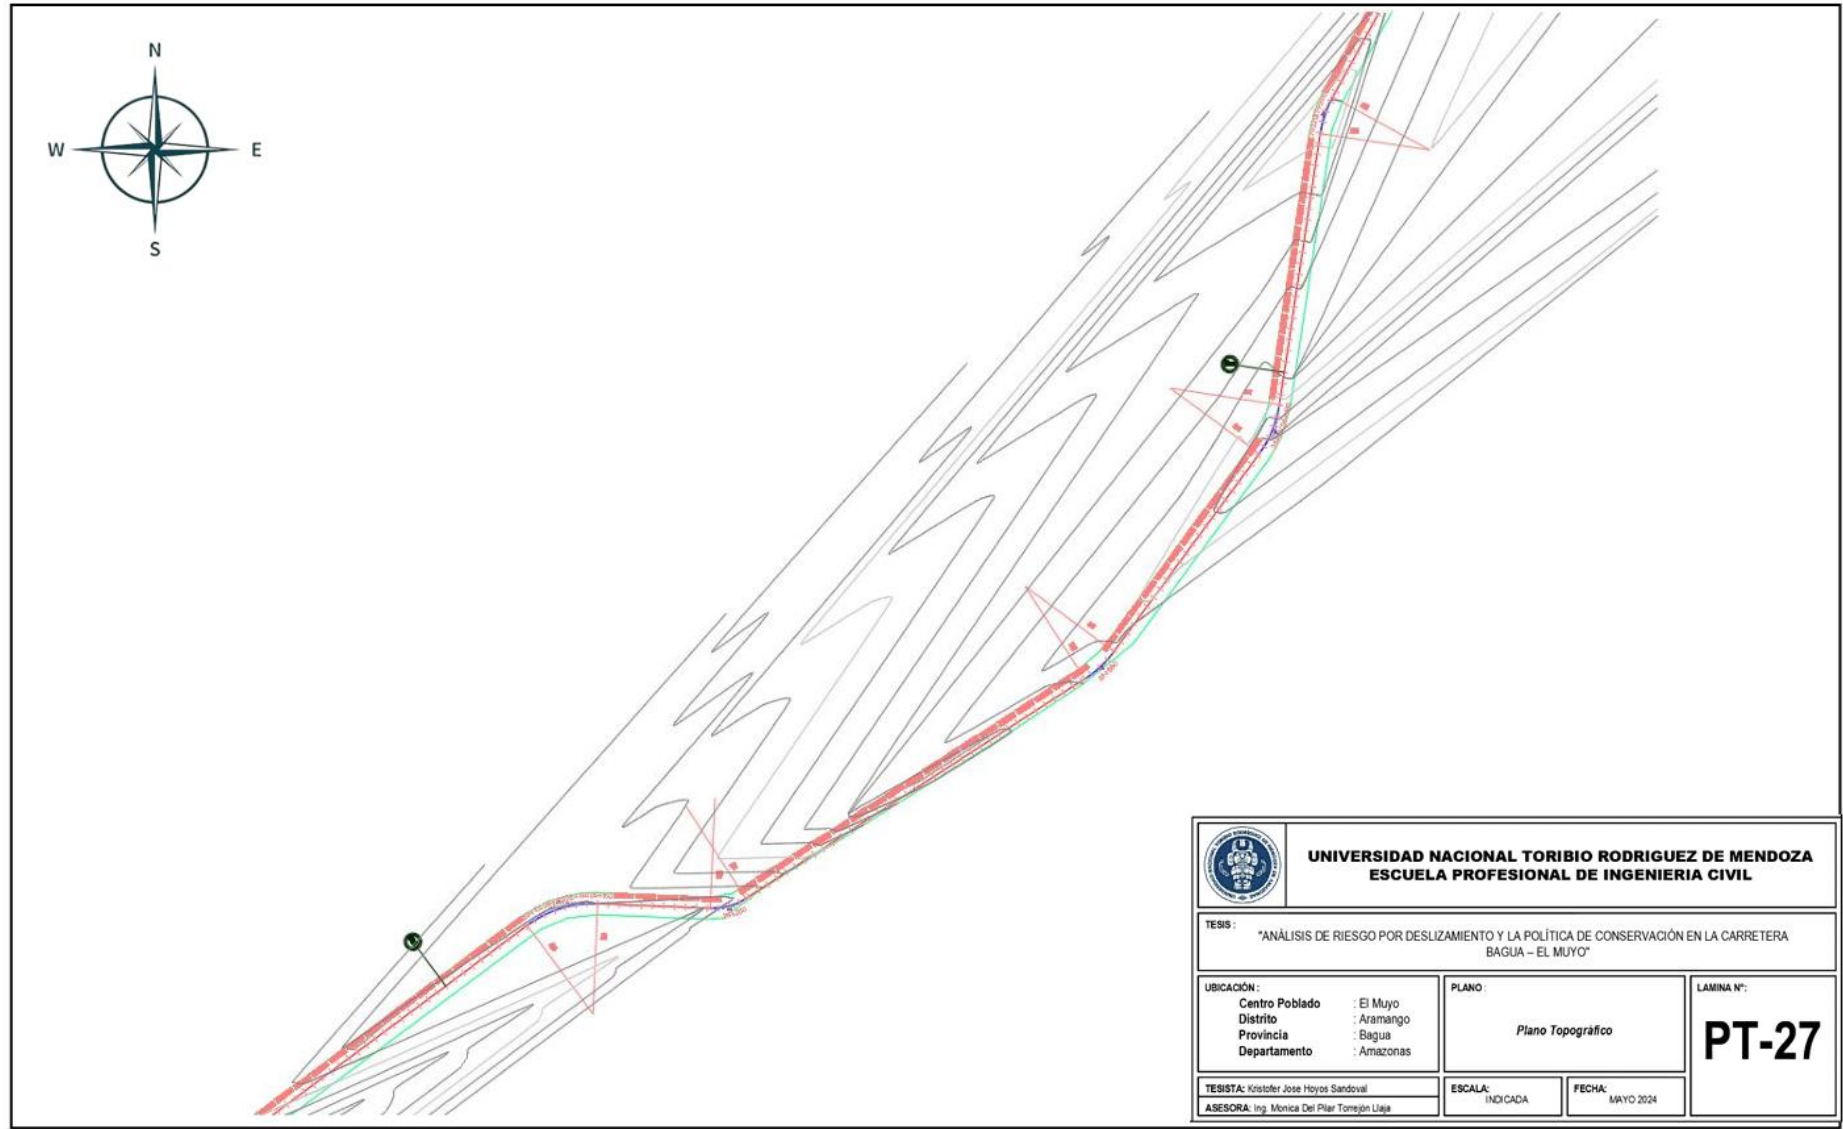 N
W
E
S
UNIVERSIDAD NACIONAL TORIBIO RODRIGUEZ DE MENDOZA
ESCUELA PROFESIONAL DE INGENIERIA CIVIL
TESIS :
"ANÁLISIS DE RIESGO POR DESLIZAMIENTO Y LA POLÍTICA DE CONSERVACIÓN EN LA CARRETERA
BAGUA – EL MUYO"
UBICACIÓN :
Centro Poblado : El Muyo
Distrito : Aramango
Provincia : Bagua
Departamento : Amazonas
PLANO :
Plano Topográfico
LAMINA N°:
PT-27
TESISTA: Kristofer Jose Hoyos Sandoval
ASESORA: Ing. Monica Del Pilar Torrejón Llaja
ESCALA:
INDICADA
FECHA:
MAYO 2024